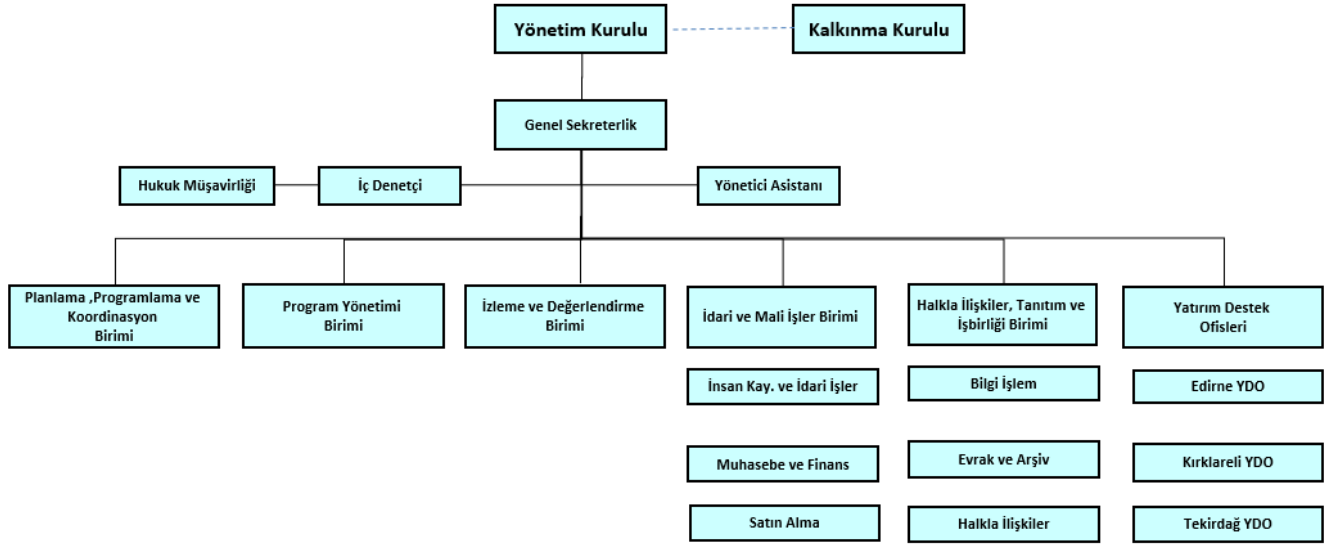 Yönetim Kurulu
Kalkınma Kurulu
Genel Sekreterlik
Hukuk Müşavirliği
İç Denetçi
Yönetici Asistanı
Planlama ,Programlama ve
Koordinasyon
Birimi
Program Yönetimi
Birimi
İzleme ve Değerlendirme
Birimi
İdari ve Mali İşler Birimi
Halkla İlişkiler, Tanıtım ve
İşbirliği Birimi
Yatırım Destek
Ofisleri
İnsan Kay. ve İdari İşler
Bilgi İşlem
Edirne YDO
Muhasebe ve Finans
Evrak ve Arşiv
Kırklareli YDO
Satın Alma
Halkla İlişkiler
Tekirdağ YDO